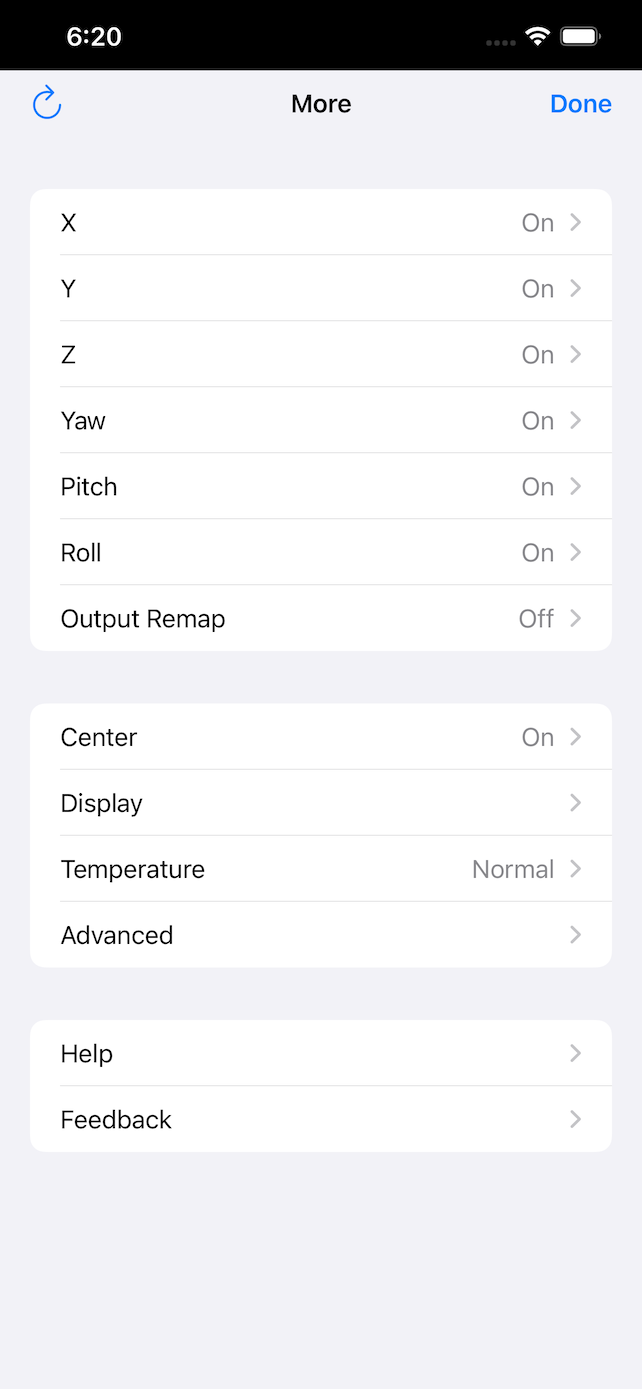 6:20
More
Done
X On
Y On
Z On
Yaw On
Pitch On
Roll On
Output Remap Off
Center On
Display
Temperature Normal
Advanced
Help
Feedback